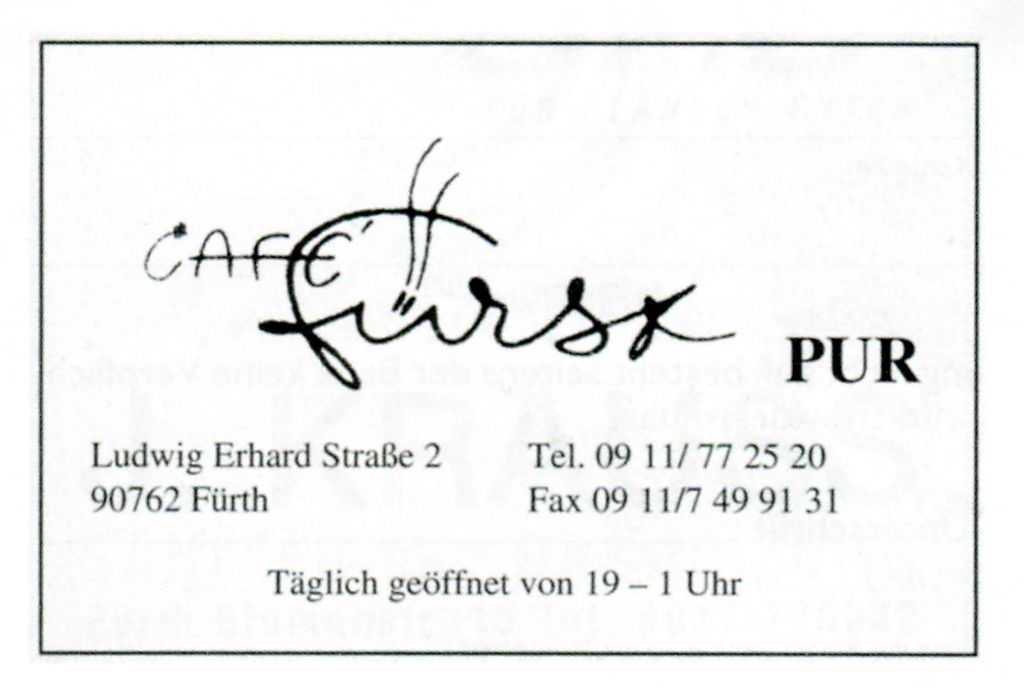 CAFÉ
Fürst
PUR
Ludwig Erhard Straße 2
90762 Fürth
Tel. 09 11/ 77 25 20
Fax 09 11/7 49 91 31
Täglich geöffnet von 19 – 1 Uhr